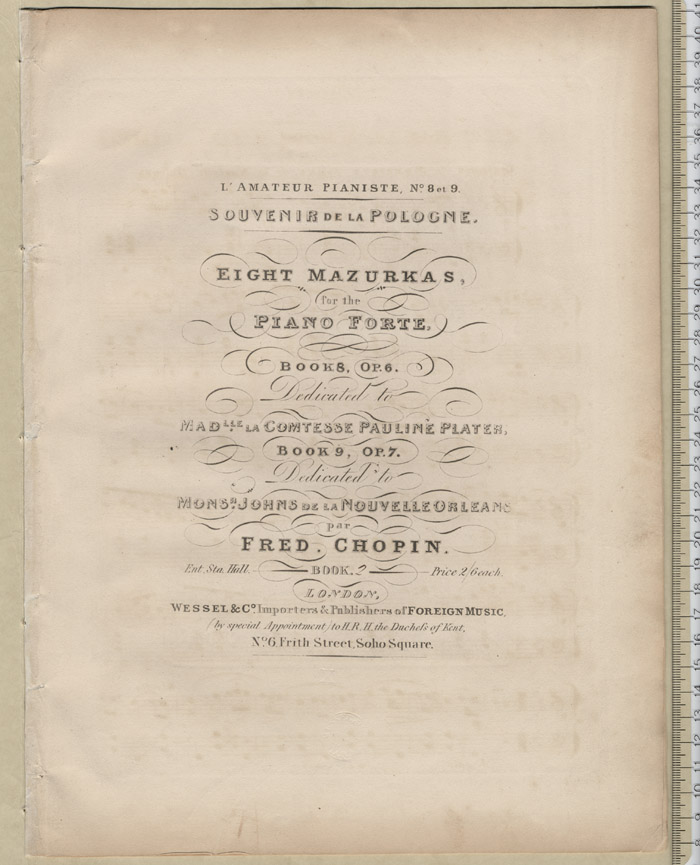 L'AMATEUR PIANISTE, No. 8 et 9.
SOUVENIR DE LA POLOGNE.
EIGHT MAZURKAS,
for the
PIANO FORTE,
BOOK 8, OP. 6.
Dedicated to
MADlle. LA COMTESSE PAULINE PLATER,
BOOK 9, OP. 7.
Dedicated to
MONSR. JOHNS DE LA NOUVELLE ORLEANS
par
FRED. CHOPIN.
Ent. Sta. Hall. BOOK. 2 Price 2/6 each.
LONDON,
WESSEL & Co. Importers & Publishers of FOREIGN MUSIC,
(by special Appointment) to H.R.H. the Duchess of Kent,
No. 6, Frith Street, Soho Square.